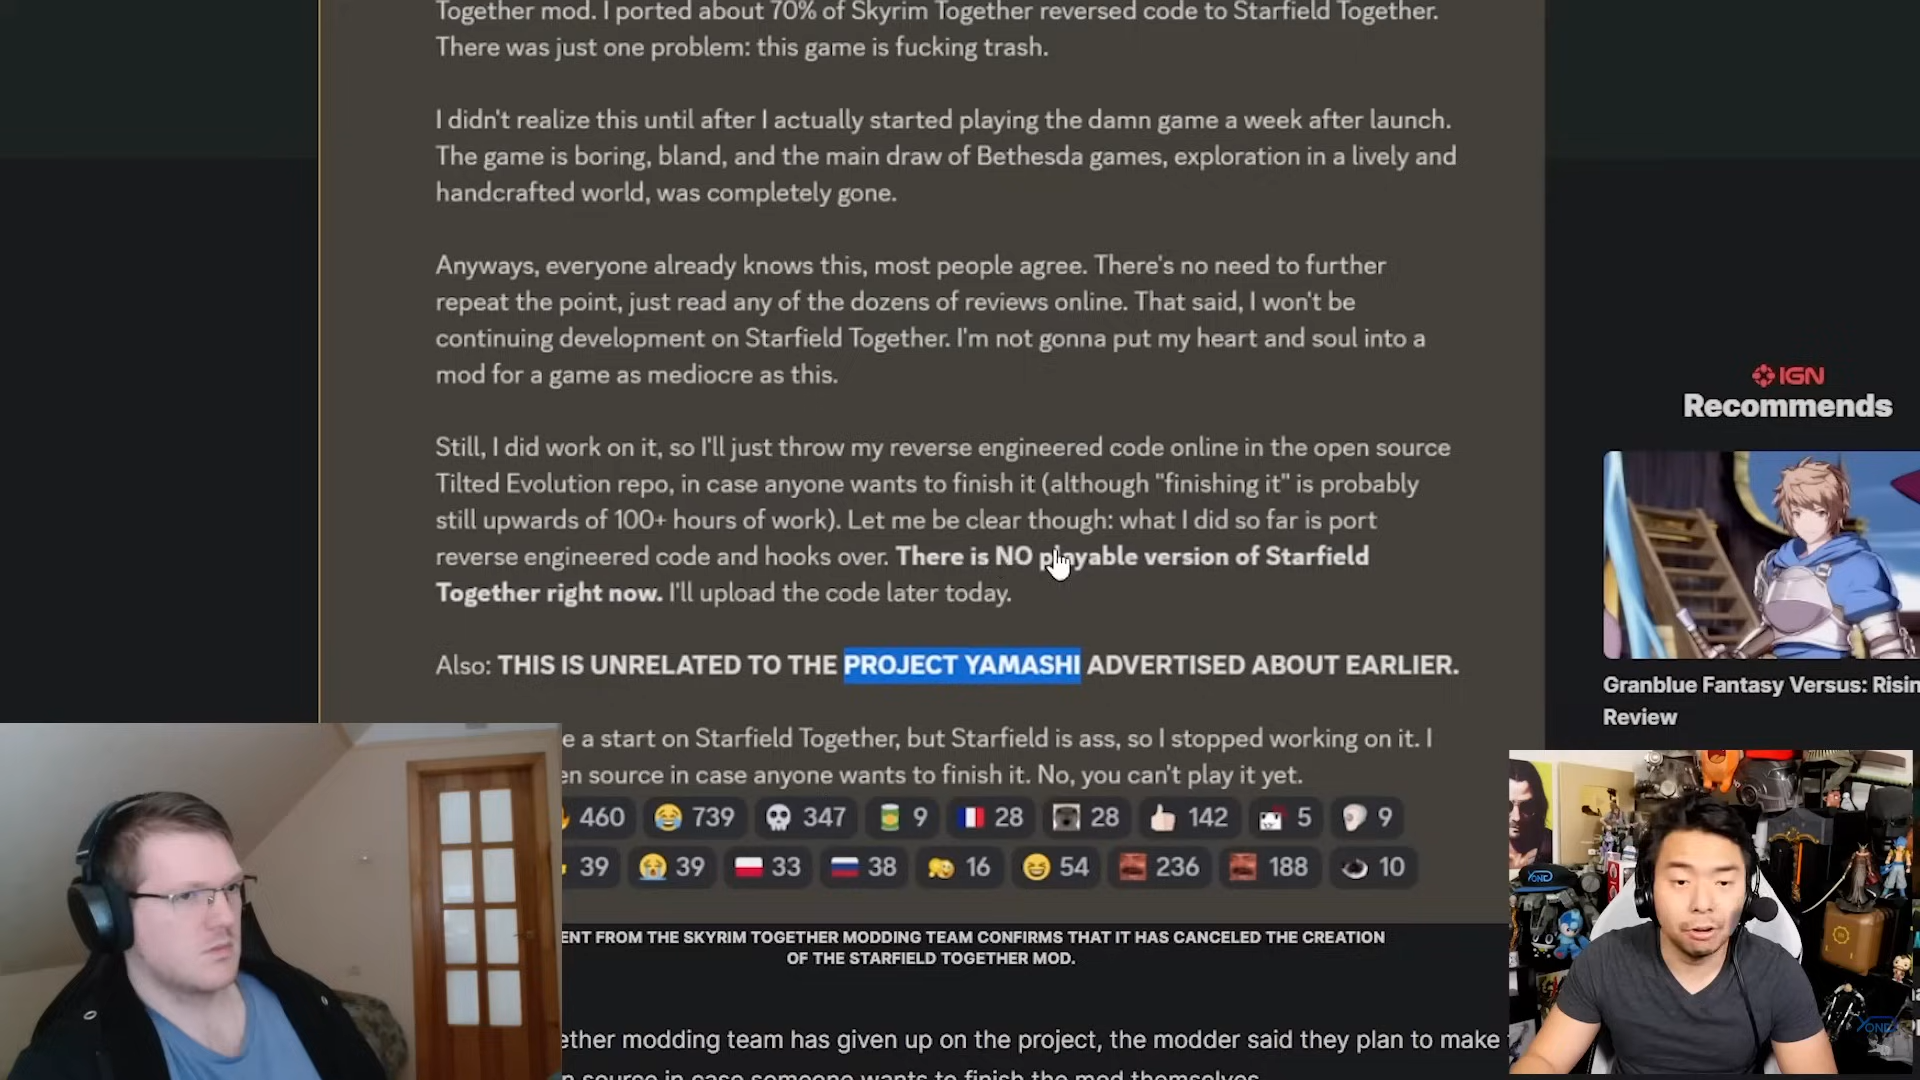 Together mod. I ported about 70% of Skyrim Together reversed code to Starfield Together.
There was just one problem: this game is fucking trash.
I didn't realize this until after I actually started playing the damn game a week after launch.
The game is boring, bland, and the main draw of Bethesda games, exploration in a lively and
handcrafted world, was completely gone.
Anyways, everyone already knows this, most people agree. There's no need to further
repeat the point, just read any of the dozens of reviews online. That said, I won't be
continuing development on Starfield Together. I'm not gonna put my heart and soul into a
mod for a game as mediocre as this.
Still, I did work on it, so I'll just throw my reverse engineered code online in the open source
Tilted Evolution repo, in case anyone wants to finish it (although "finishing it" is probably
still upwards of 100+ hours of work). Let me be clear though: what I did so far is port
reverse engineered code and hooks over. There is NO playable version of Starfield
Together right now. I'll upload the code later today.
Also: THIS IS UNRELATED TO THE PROJECT YAMASHI ADVERTISED ABOUT EARLIER.
e a start on Starfield Together, but Starfield is ass, so I stopped working on it. I
en source in case anyone wants to finish it. No, you can't play it yet.
460 739 347 9 28 28 142 5 9
39 39 33 38 16 54 236 188 10
ENT FROM THE SKYRIM TOGETHER MODDING TEAM CONFIRMS THAT IT HAS CANCELED THE CREATION
OF THE STARFIELD TOGETHER MOD.
ether modding team has given up on the project, the modder said they plan to make
n source in case someone wants to finish the mod themselves.
IGN
Recommends
Granblue Fantasy Versus: Risin
Review
YONG
YONG